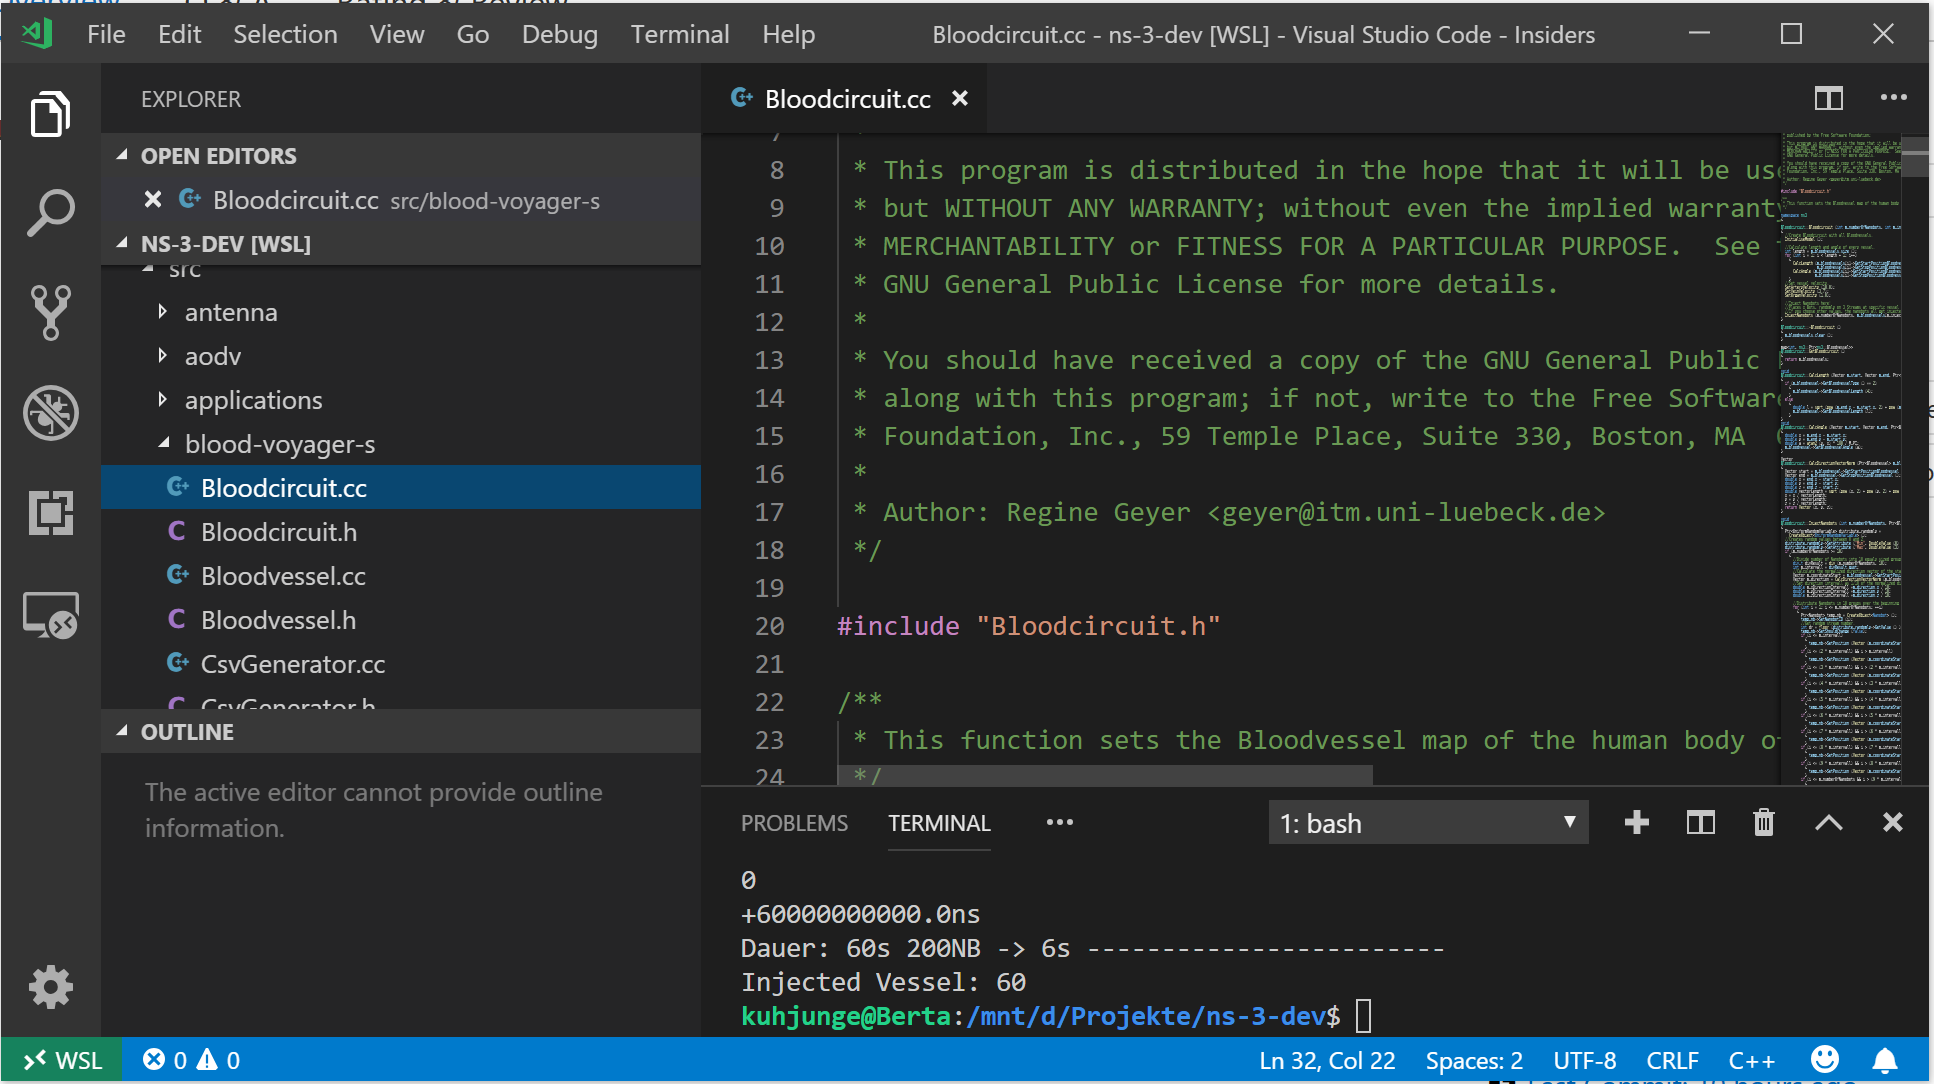 File Edit Selection View Go Debug Terminal Help Bloodcircuit.cc - ns-3-dev [WSL] - Visual Studio Code - Insiders
EXPLORER
OPEN EDITORS
Bloodcircuit.cc src/blood-voyager-s
NS-3-DEV [WSL]
src
antenna
aodv
applications
blood-voyager-s
Bloodcircuit.cc
Bloodcircuit.h
Bloodvessel.cc
Bloodvessel.h
CsvGenerator.cc
CsvGenerator.h
OUTLINE
The active editor cannot provide outline
information.
Bloodcircuit.cc
7
8 * This program is distributed in the hope that it will be us
9 * but WITHOUT ANY WARRANTY; without even the implied warrant
10 * MERCHANTABILITY or FITNESS FOR A PARTICULAR PURPOSE.  See
11 * GNU General Public License for more details.
12 *
13 * You should have received a copy of the GNU General Public
14 * along with this program; if not, write to the Free Softwar
15 * Foundation, Inc., 59 Temple Place, Suite 330, Boston, MA
16 *
17 * Author: Regine Geyer <geyer@itm.uni-luebeck.de>
18 */
19
20 #include "Bloodcircuit.h"
21
22 /**
23 * This function sets the Bloodvessel map of the human body o
24 */
PROBLEMS TERMINAL ••• 1: bash
0
+60000000000.0ns
Dauer: 60s 200NB -> 6s ------------------------
Injected Vessel: 60
kuhjunge@Berta:/mnt/d/Projekte/ns-3-dev$
WSL 0 0 Ln 32, Col 22 Spaces: 2 UTF-8 CRLF C++